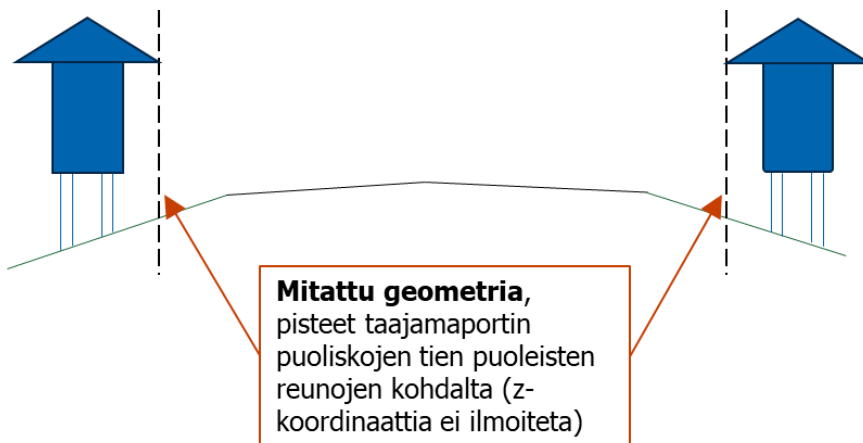 Mitattu geometria,
pisteet taajamaportin
puoliskojen tien puoleisten
reunojen kohdalta (z-
koordinaattia ei ilmoiteta)